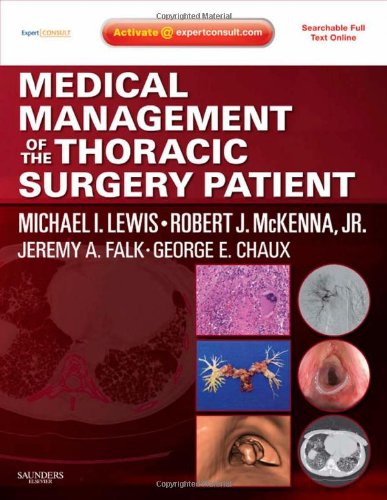 Copyrighted Material
Expert CONSULT
Activate @ expertconsult.com
Searchable Full
Text Online
MEDICAL
MANAGEMENT
OF THE THORACIC
SURGERY PATIENT
MICHAEL I. LEWIS • ROBERT J. McKENNA, JR.
JEREMY A. FALK • GEORGE E. CHAUX
SAUNDERS
ELSEVIER
Copyrighted Material